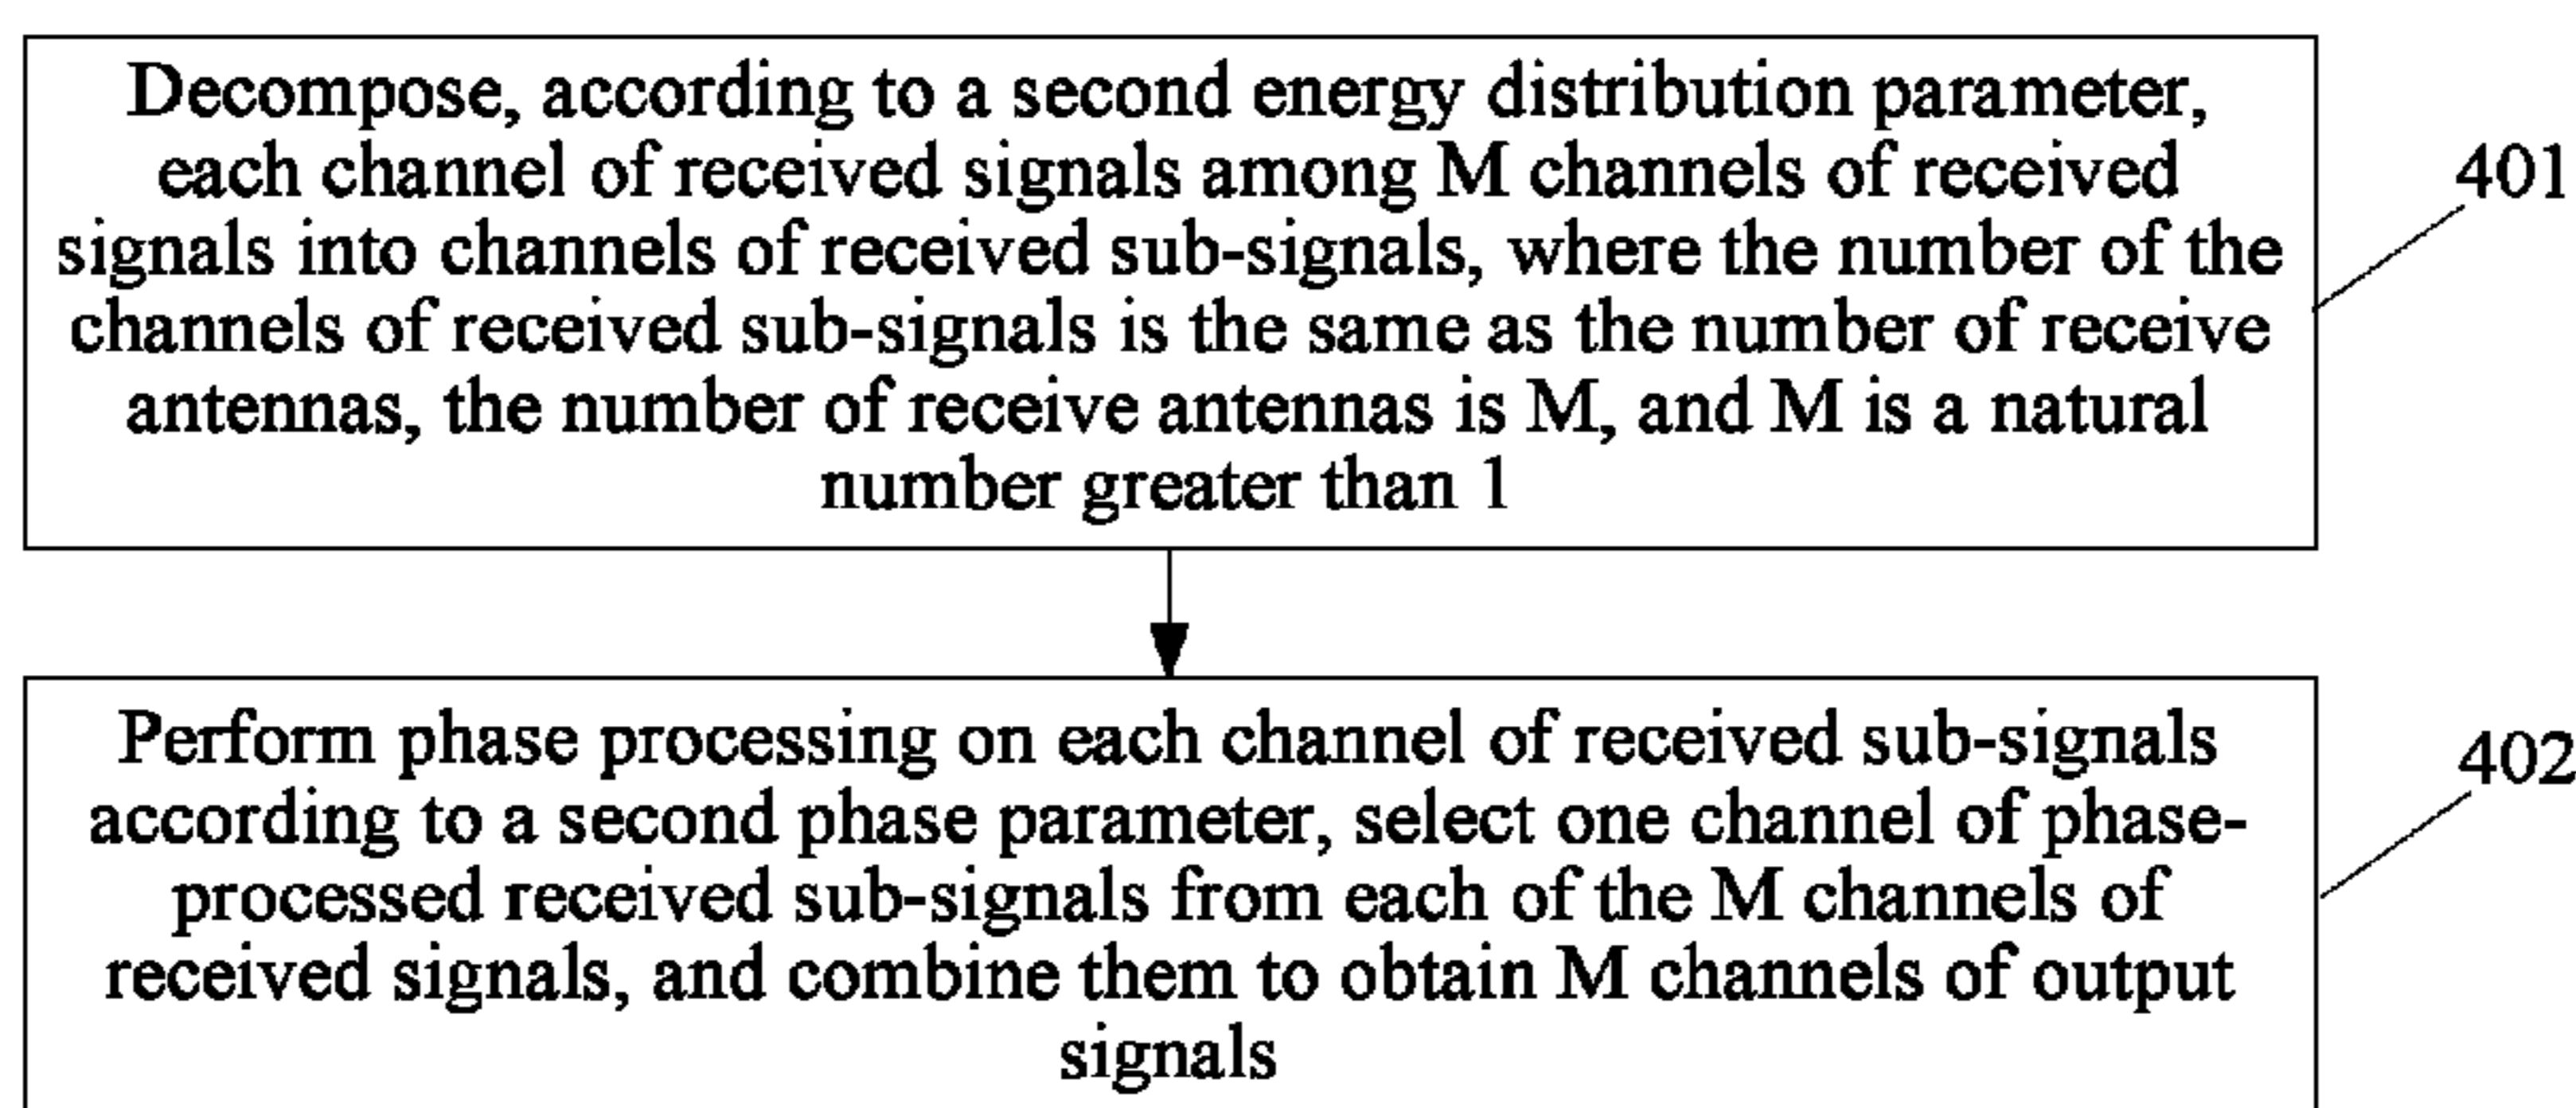 Decompose, according to a second energy distribution parameter,
each channel of received signals among M channels of received
signals into channels of received sub-signals, where the number of the
channels of received sub-signals is the same as the number of receive
antennas, the number of receive antennas is M, and M is a natural
number greater than 1
401
Perform phase processing on each channel of received sub-signals
according to a second phase parameter, select one channel of phase-
processed received sub-signals from each of the M channels of
received signals, and combine them to obtain M channels of output
signals
402